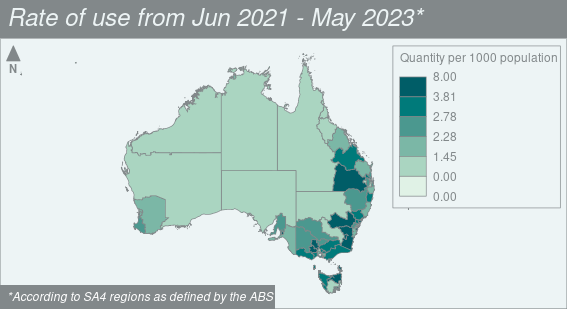 Rate of use from Jun 2021 - May 2023*
N
Quantity per 1000 population
8.00
3.81
2.78
2.28
1.45
0.00
0.00
*According to SA4 regions as defined by the ABS